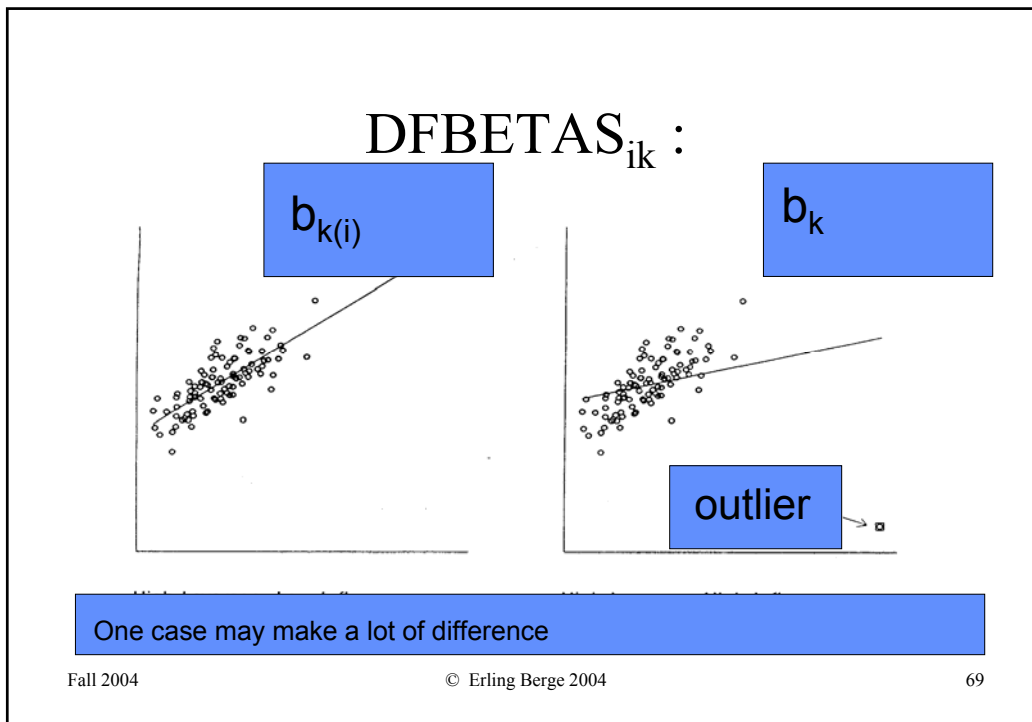 DFBETAS_ik :
b_k(i)
b_k
outlier
One case may make a lot of difference
Fall 2004
© Erling Berge 2004
69